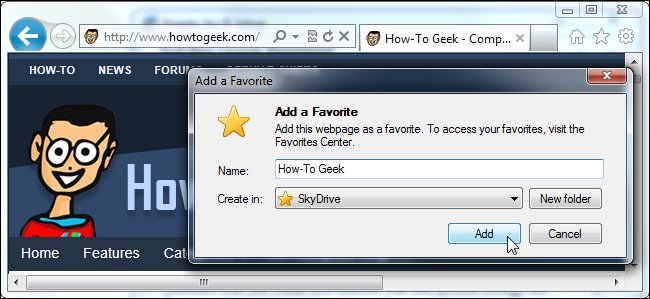 http://www.howtogeek.com/
How-To Geek - Comp...
HOW-TO NEWS
Add a Favorite
Add a Favorite
Add this webpage as a favorite. To access your favorites, visit the
Favorites Center.
Name: How-To Geek
Create in: SkyDrive New folder
Add Cancel
How
Home Features